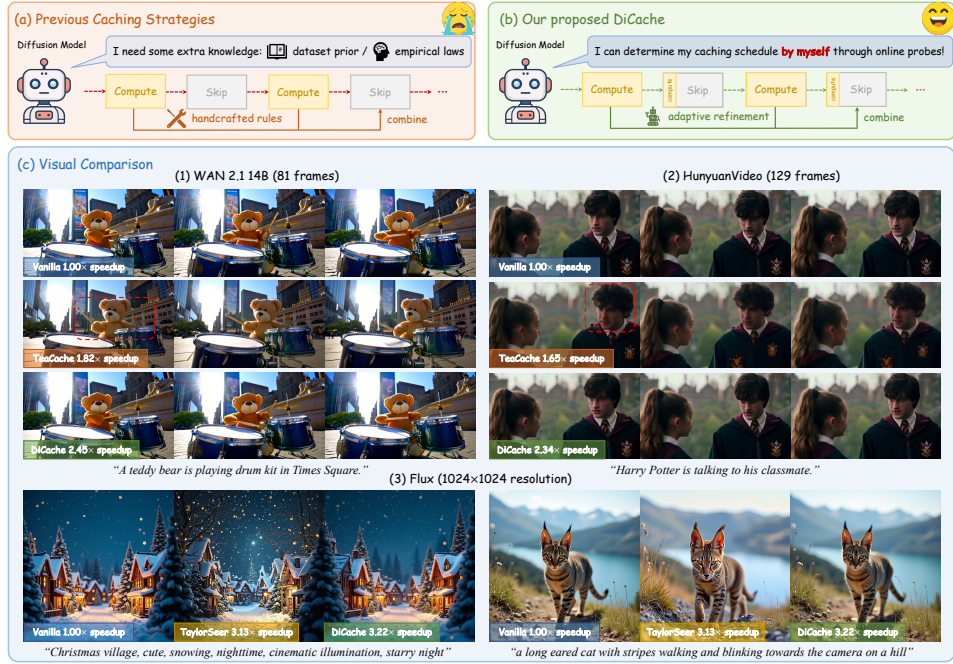 (a) Previous Caching Strategies
Diffusion Model
I need some extra knowledge: dataset prior / empirical laws
Compute
Skip
Compute
Skip
...
handcrafted rules
combine
(b) Our proposed DiCache
Diffusion Model
I can determine my caching schedule by myself through online probes!
Compute
compute
Skip
Compute
compute
Skip
...
adaptive refinement
combine
(c) Visual Comparison
(1) WAN 2.1 14B (81 frames)
(2) HunyuanVideo (129 frames)
Vanilla 1.00× speedup
Vanilla 1.00× speedup
TeaCache 1.82× speedup
TeaCache 1.65× speedup
DiCache 2.45× speedup
DiCache 2.34× speedup
“A teddy bear is playing drum kit in Times Square.”
“Harry Potter is talking to his classmate.”
(3) Flux (1024×1024 resolution)
Vanilla 1.00× speedup
TaylorSeer 3.13× speedup
DiCache 3.22× speedup
Vanilla 1.00× speedup
TaylorSeer 3.13× speedup
DiCache 3.22× speedup
“Christmas village, cute, snowing, nighttime, cinematic illumination, starry night”
“a long eared cat with stripes walking and blinking towards the camera on a hill”